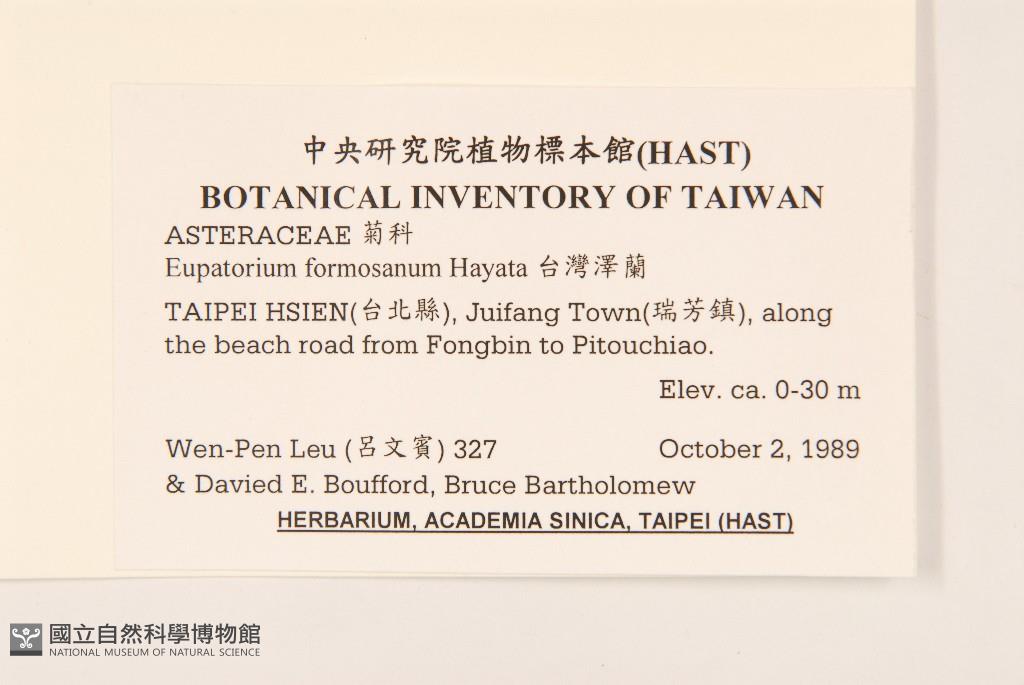 中央研究院植物標本館(HAST)
BOTANICAL INVENTORY OF TAIWAN
ASTERACEAE 菊科
Eupatorium formosanum Hayata 台灣澤蘭
TAIPEI HSIEN(台北縣), Juifang Town(瑞芳鎮), along
the beach road from Fongbin to Pitouchiao.
Elev. ca. 0-30 m
Wen-Pen Leu (呂文賓) 327 October 2, 1989
& Davied E. Boufford, Bruce Bartholomew
HERBARIUM, ACADEMIA SINICA, TAIPEI (HAST)
國立自然科學博物館
NATIONAL MUSEUM OF NATURAL SCIENCE